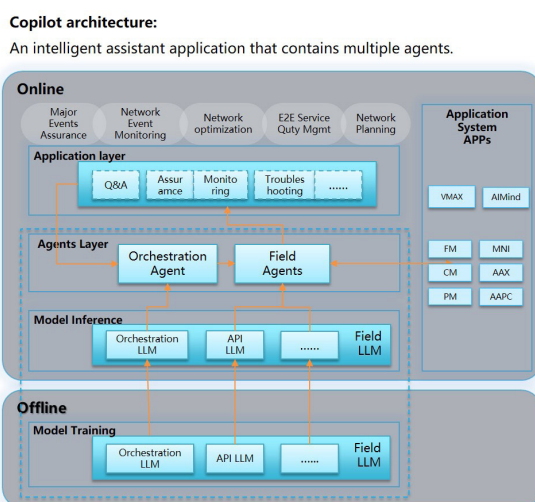 Copilot architecture:
An intelligent assistant application that contains multiple agents.
Online
Major
Events
Assurance
Network
Event
Monitoring
Network
optimization
E2E Service
Quty Mgmt
Network
Planning
Application
System
APPs
Application layer
Q&A
Assur
amce
Monito
ring
Troubles
hooting
......
VMAX
AIMind
Agents Layer
Orchestration
Agent
Field
Agents
FM
MNI
CM
AAX
PM
AAPC
Model Inference
Orchestration
LLM
API
LLM
......
Field
LLM
Offline
Model Training
Orchestration
LLM
API LLM
......
Field
LLM